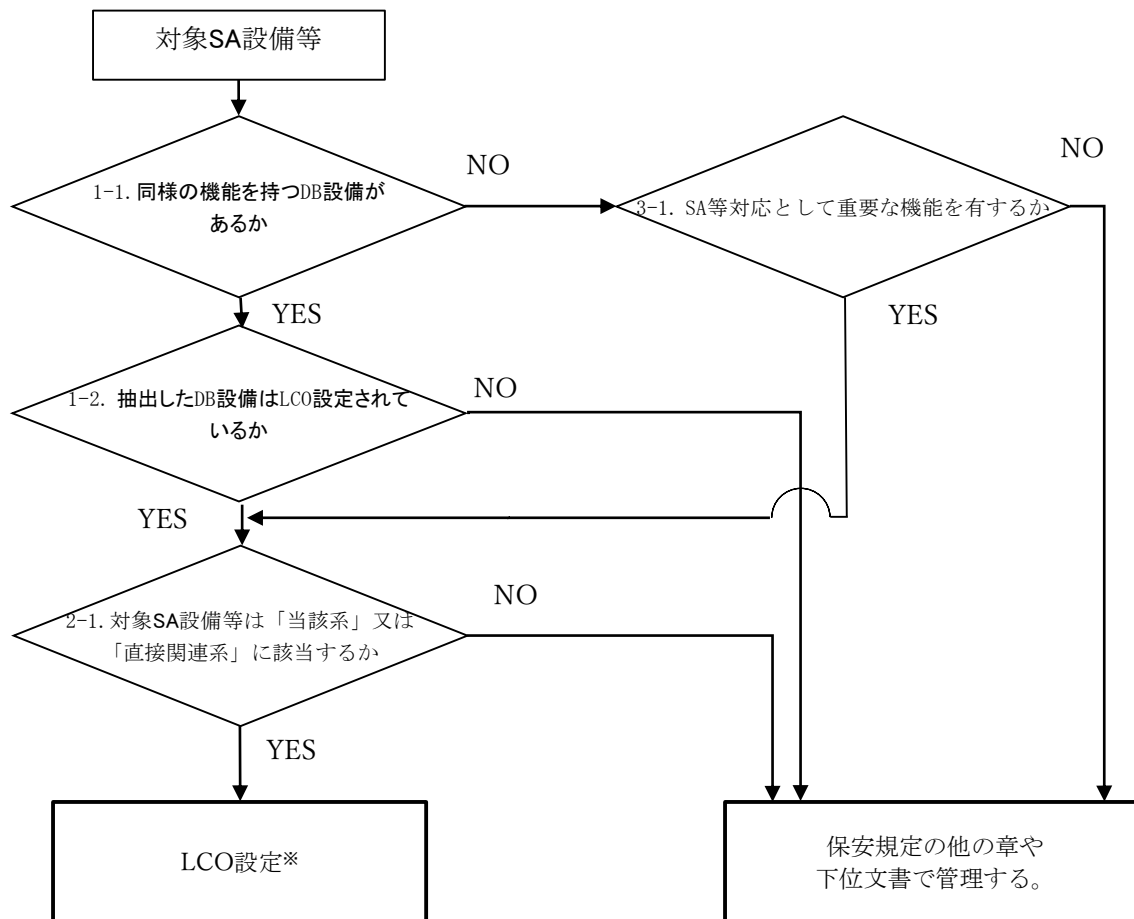 対象SA設備等
1-1. 同様の機能を持つDB設備が
あるか
NO
3-1. SA等対応として重要な機能を有するか
NO
YES
YES
1-2. 抽出したDB設備はLCO設定されて
いるか
NO
YES
2-1. 対象SA設備等は「当該系」又は
「直接関連系」に該当するか
NO
YES
LCO設定※
保安規定の他の章や
下位文書で管理する。